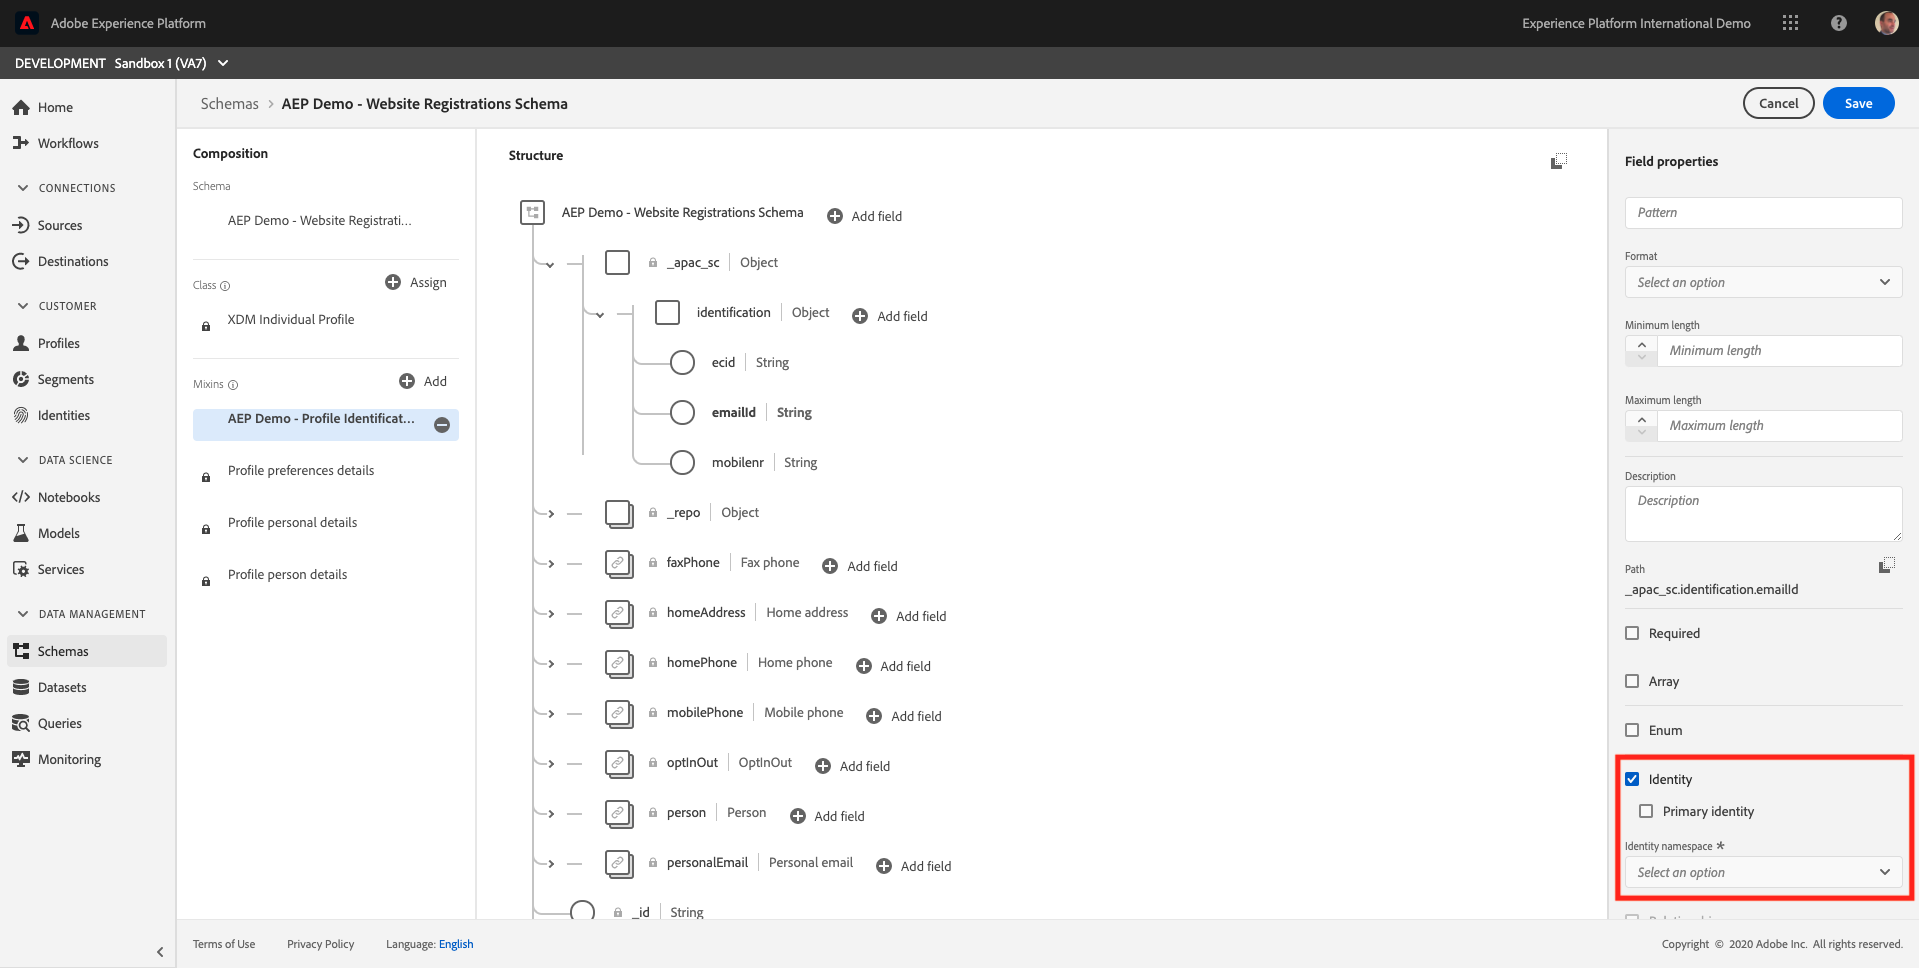 Adobe Experience Platform
Experience Platform International Demo
DEVELOPMENT Sandbox 1 (VA7)
Home
Workflows
CONNECTIONS
Sources
Destinations
CUSTOMER
Profiles
Segments
Identities
DATA SCIENCE
Notebooks
Models
Services
DATA MANAGEMENT
Schemas
Datasets
Queries
Monitoring
Schemas > AEP Demo - Website Registrations Schema
Cancel
Save
Composition
Schema
AEP Demo - Website Registrati...
Class
Assign
XDM Individual Profile
Mixins
Add
AEP Demo - Profile Identificat...
Profile preferences details
Profile personal details
Profile person details
Structure
AEP Demo - Website Registrations Schema Add field
_apac_sc Object
identification Object Add field
ecid String
emailId String
mobilenr String
_repo Object
faxPhone Fax phone Add field
homeAddress Home address Add field
homePhone Home phone Add field
mobilePhone Mobile phone Add field
optInOut OptInOut Add field
person Person Add field
personalEmail Personal email Add field
_id String
Field properties
Pattern
Format
Select an option
Minimum length
Minimum length
Maximum length
Maximum length
Description
Description
Path
_apac_sc.identification.emailId
Required
Array
Enum
Identity
Primary identity
Identity namespace *
Select an option
Terms of Use
Privacy Policy
Language: English
Copyright © 2020 Adobe Inc. All rights reserved.